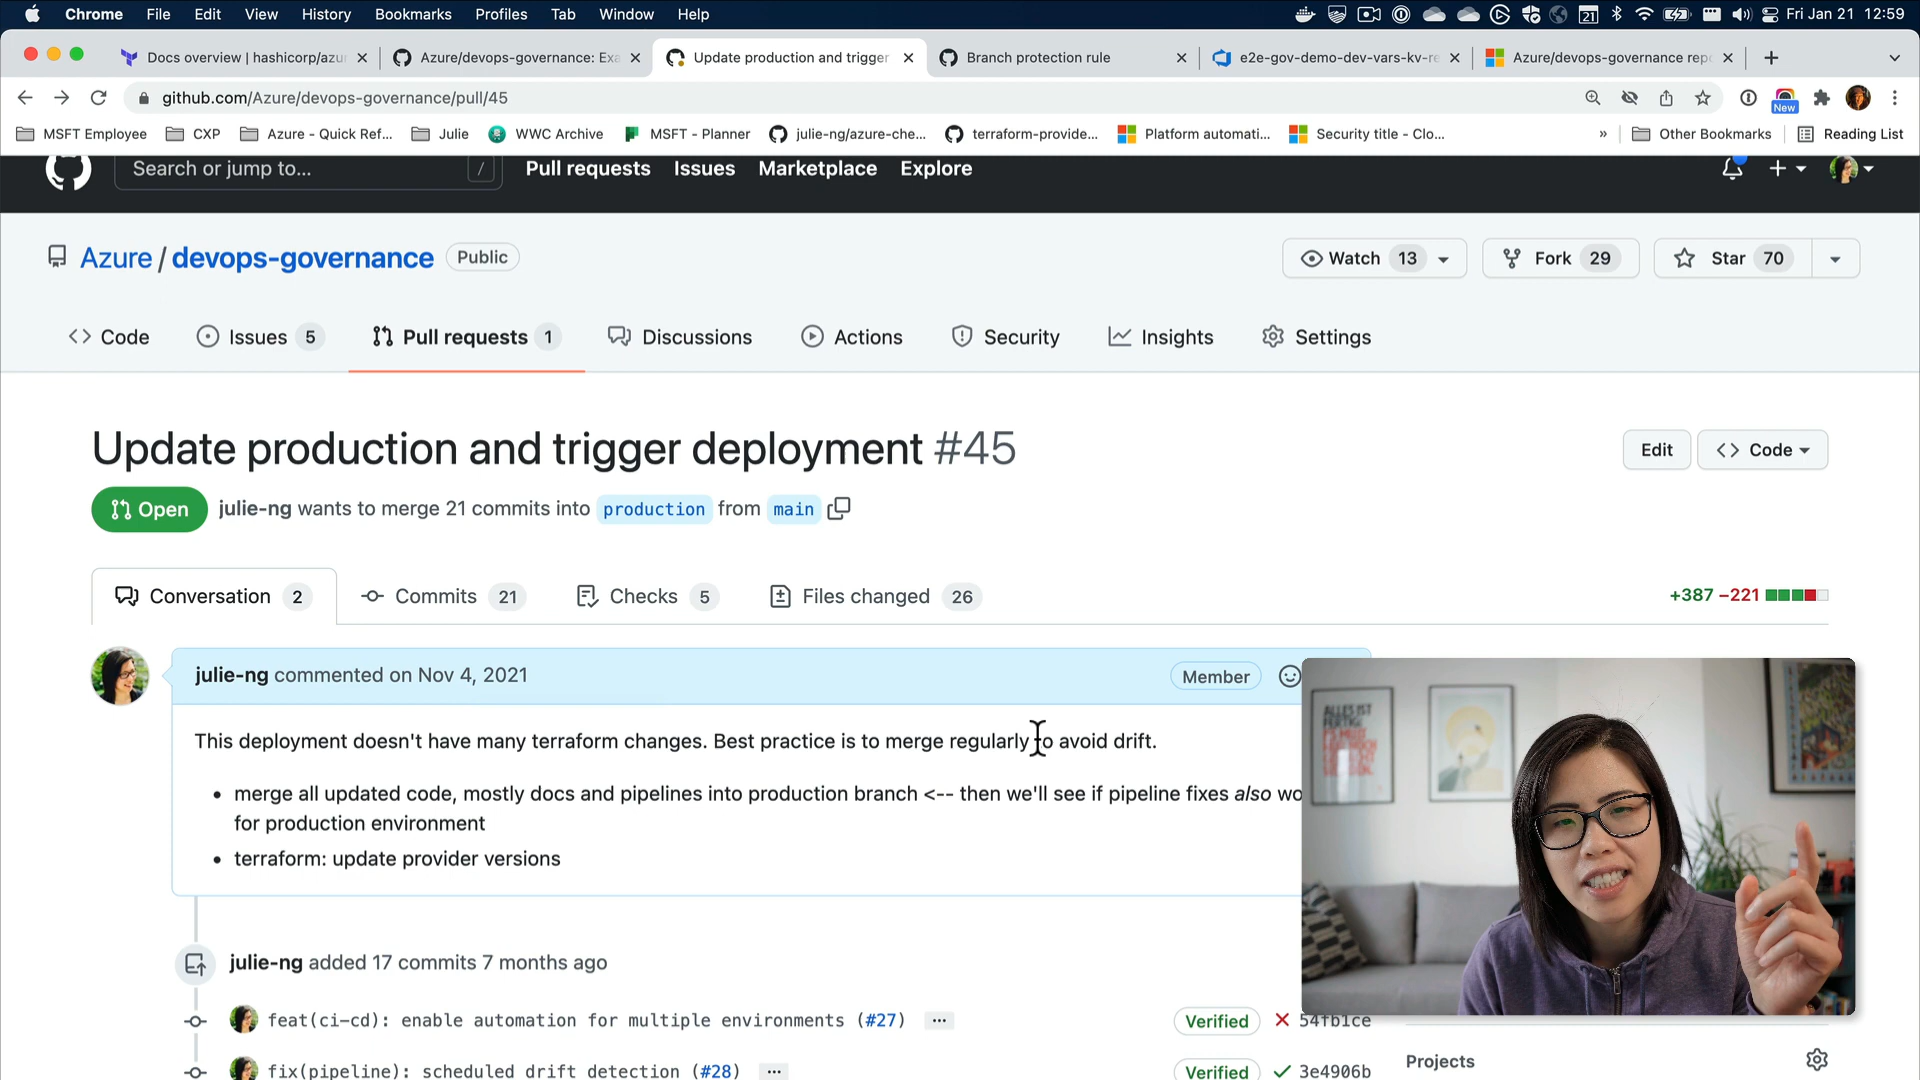 Chrome File Edit View History Bookmarks Profiles Tab Window Help
21 Fri Jan 21 12:59
Docs overview | hashicorp/azur
Azure/devops-governance: Exa
Update production and trigger
Branch protection rule
e2e-gov-demo-dev-vars-kv-re
Azure/devops-governance repo
github.com/Azure/devops-governance/pull/45
New
MSFT Employee CXP Azure - Quick Ref... Julie WWC Archive MSFT - Planner julie-ng/azure-che... terraform-provide... Platform automati... Security title - Clo... » Other Bookmarks Reading List
Search or jump to... / Pull requests Issues Marketplace Explore
Azure / devops-governance Public
Watch 13 Fork 29 Star 70
Code Issues 5 Pull requests 1 Discussions Actions Security Insights Settings
Update production and trigger deployment #45
Edit <> Code
Open julie-ng wants to merge 21 commits into production from main
Conversation 2 Commits 21 Checks 5 Files changed 26
+387 −221
julie-ng commented on Nov 4, 2021 Member
This deployment doesn't have many terraform changes. Best practice is to merge regularly to avoid drift.
• merge all updated code, mostly docs and pipelines into production branch <-- then we'll see if pipeline fixes also wo
for production environment
• terraform: update provider versions
ALLES IST
julie-ng added 17 commits 7 months ago
feat(ci-cd): enable automation for multiple environments (#27) ... Verified 54fb1ce
fix(pipeline): scheduled drift detection (#28) ... Verified 3e4906b
Projects